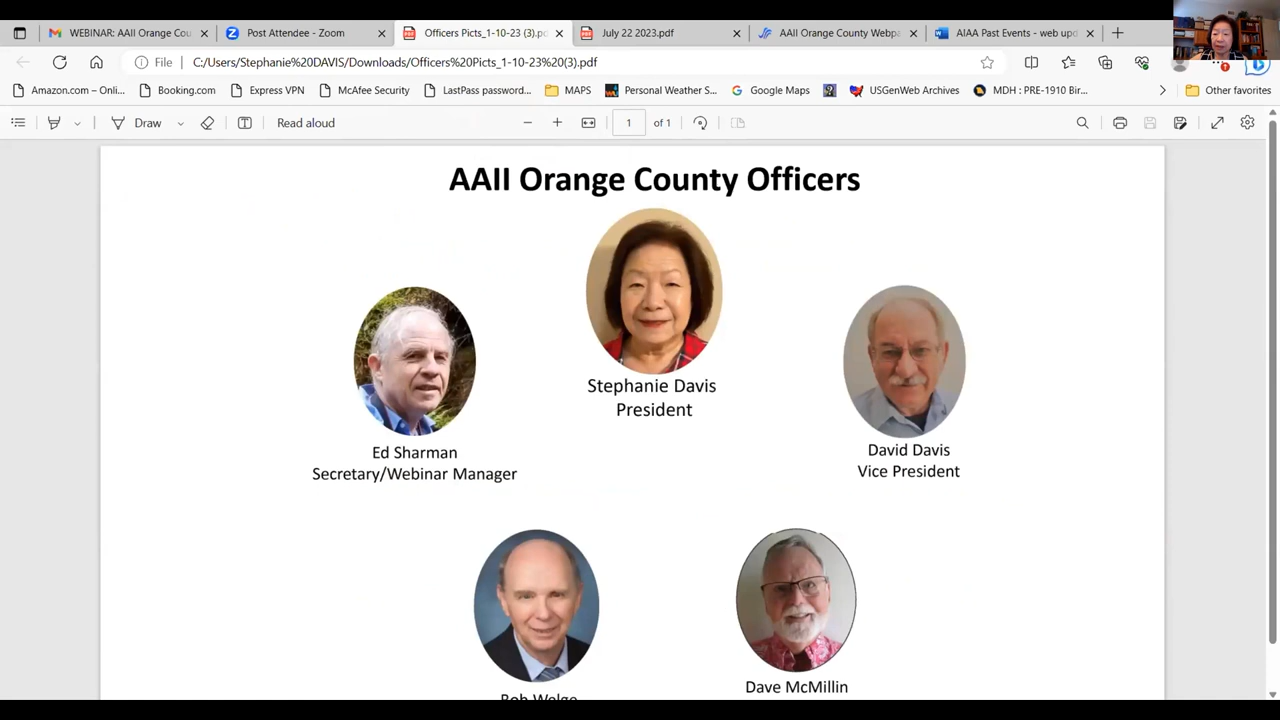 WEBINAR: AAII Orange Cou
Post Attendee - Zoom
Officers Picts_1-10-23 (3).pd
July 22 2023.pdf
AAII Orange County Webpa
AIAA Past Events - web upd
File
C:/Users/Stephanie%20DAVIS/Downloads/Officers%20Picts_1-10-23%20(3).pdf
Amazon.com – Onli...
Booking.com
Express VPN
McAfee Security
LastPass password...
MAPS
Personal Weather S...
Google Maps
USGenWeb Archives
MDH : PRE-1910 Bir...
Other favorites
Draw
Read aloud
1 of 1
AAII Orange County Officers
Stephanie Davis
President
Ed Sharman
Secretary/Webinar Manager
David Davis
Vice President
Dave McMillin